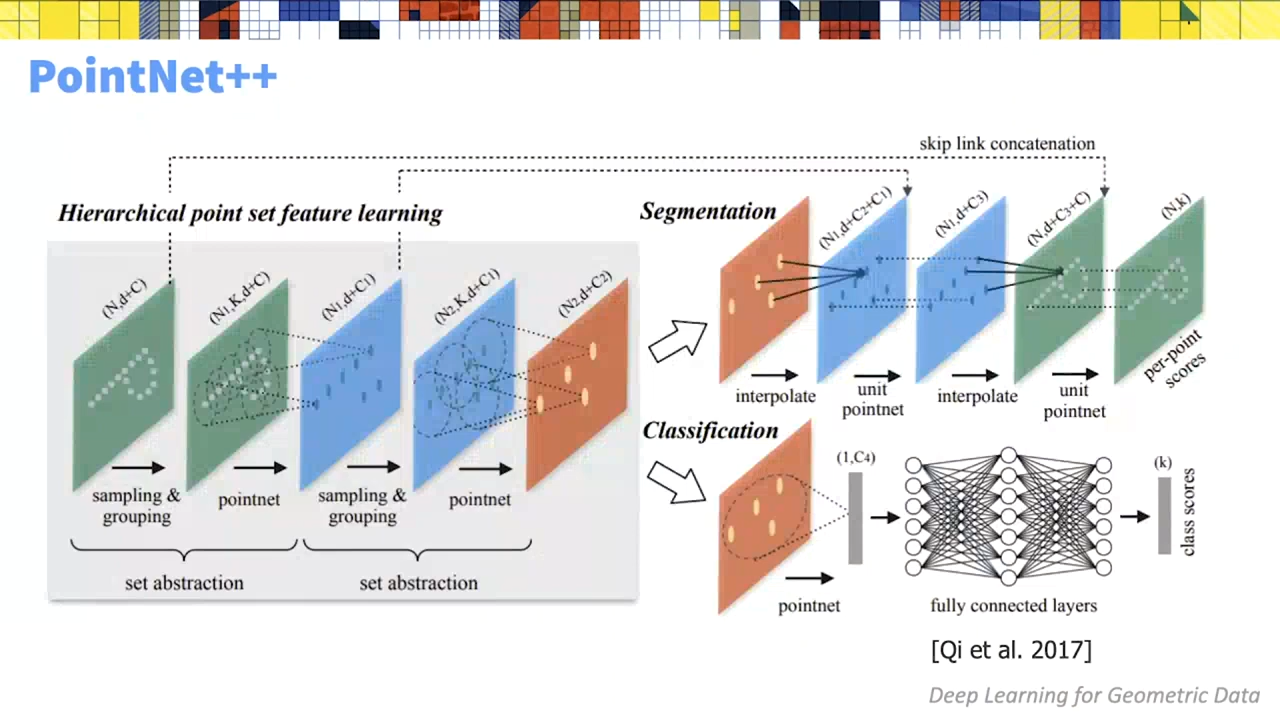 PointNet++
skip link concatenation
Hierarchical point set feature learning
Segmentation
(N,d+C)
(N1,K,d+C)
(N1,d+C1)
(N2,K,d+C1)
(N2,d+C2)
(N1,d+C2+C1)
(N1,d+C3)
(N,d+C3+C)
(N,k)
interpolate
unit
pointnet
interpolate
unit
pointnet
per-point
scores
sampling &
grouping
pointnet
sampling &
grouping
pointnet
set abstraction
set abstraction
Classification
(1,C4)
(k)
class scores
pointnet
fully connected layers
[Qi et al. 2017]
Deep Learning for Geometric Data